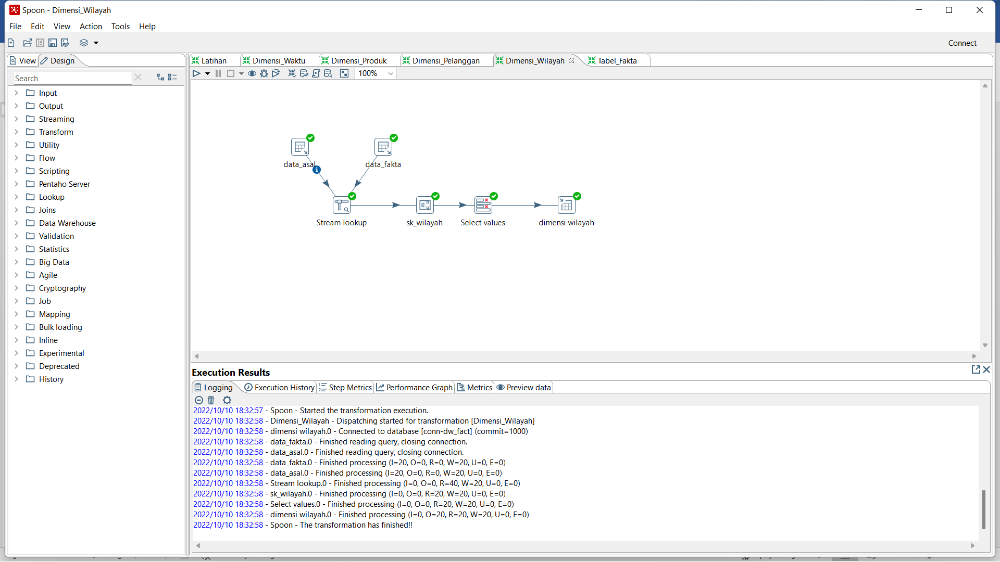 Spoon - Dimensi_Wilayah
File Edit View Action Tools Help
Connect
View Design
Search
Input
Output
Streaming
Transform
Utility
Flow
Scripting
Pentaho Server
Lookup
Joins
Data Warehouse
Validation
Statistics
Big Data
Agile
Cryptography
Job
Mapping
Bulk loading
Inline
Experimental
Deprecated
History
Latihan Dimensi_Waktu Dimensi_Produk Dimensi_Pelanggan Dimensi_Wilayah Tabel_Fakta
100%
data_asal data_fakta
Stream lookup sk_wilayah Select values dimensi wilayah
Execution Results
Logging Execution History Step Metrics Performance Graph Metrics Preview data
2022/10/10 18:32:57 - Spoon - Started the transformation execution.
2022/10/10 18:32:58 - Dimensi_Wilayah - Dispatching started for transformation [Dimensi_Wilayah]
2022/10/10 18:32:58 - dimensi wilayah.0 - Connected to database [conn-dw_fact] (commit=1000)
2022/10/10 18:32:58 - data_fakta.0 - Finished reading query, closing connection.
2022/10/10 18:32:58 - data_asal.0 - Finished reading query, closing connection.
2022/10/10 18:32:58 - data_fakta.0 - Finished processing (I=20, O=0, R=0, W=20, U=0, E=0)
2022/10/10 18:32:58 - data_asal.0 - Finished processing (I=20, O=0, R=0, W=20, U=0, E=0)
2022/10/10 18:32:58 - Stream lookup.0 - Finished processing (I=0, O=0, R=40, W=20, U=0, E=0)
2022/10/10 18:32:58 - sk_wilayah.0 - Finished processing (I=0, O=0, R=20, W=20, U=0, E=0)
2022/10/10 18:32:58 - Select values.0 - Finished processing (I=0, O=0, R=20, W=20, U=0, E=0)
2022/10/10 18:32:58 - dimensi wilayah.0 - Finished processing (I=0, O=20, R=20, W=20, U=0, E=0)
2022/10/10 18:32:58 - Spoon - The transformation has finished!!